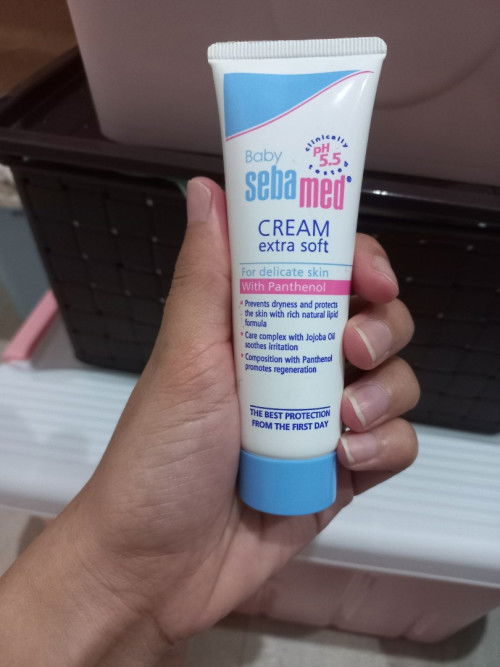 Baby
clinically
pH
5.5
tested
sebamed
CREAM
extra soft
For delicate skin
With Panthenol
Prevents dryness and protects
the skin with rich natural lipid
formula
Care complex with Jojoba Oil
soothes irritation
Composition with Panthenol
promotes regeneration
THE BEST PROTECTION
FROM THE FIRST DAY